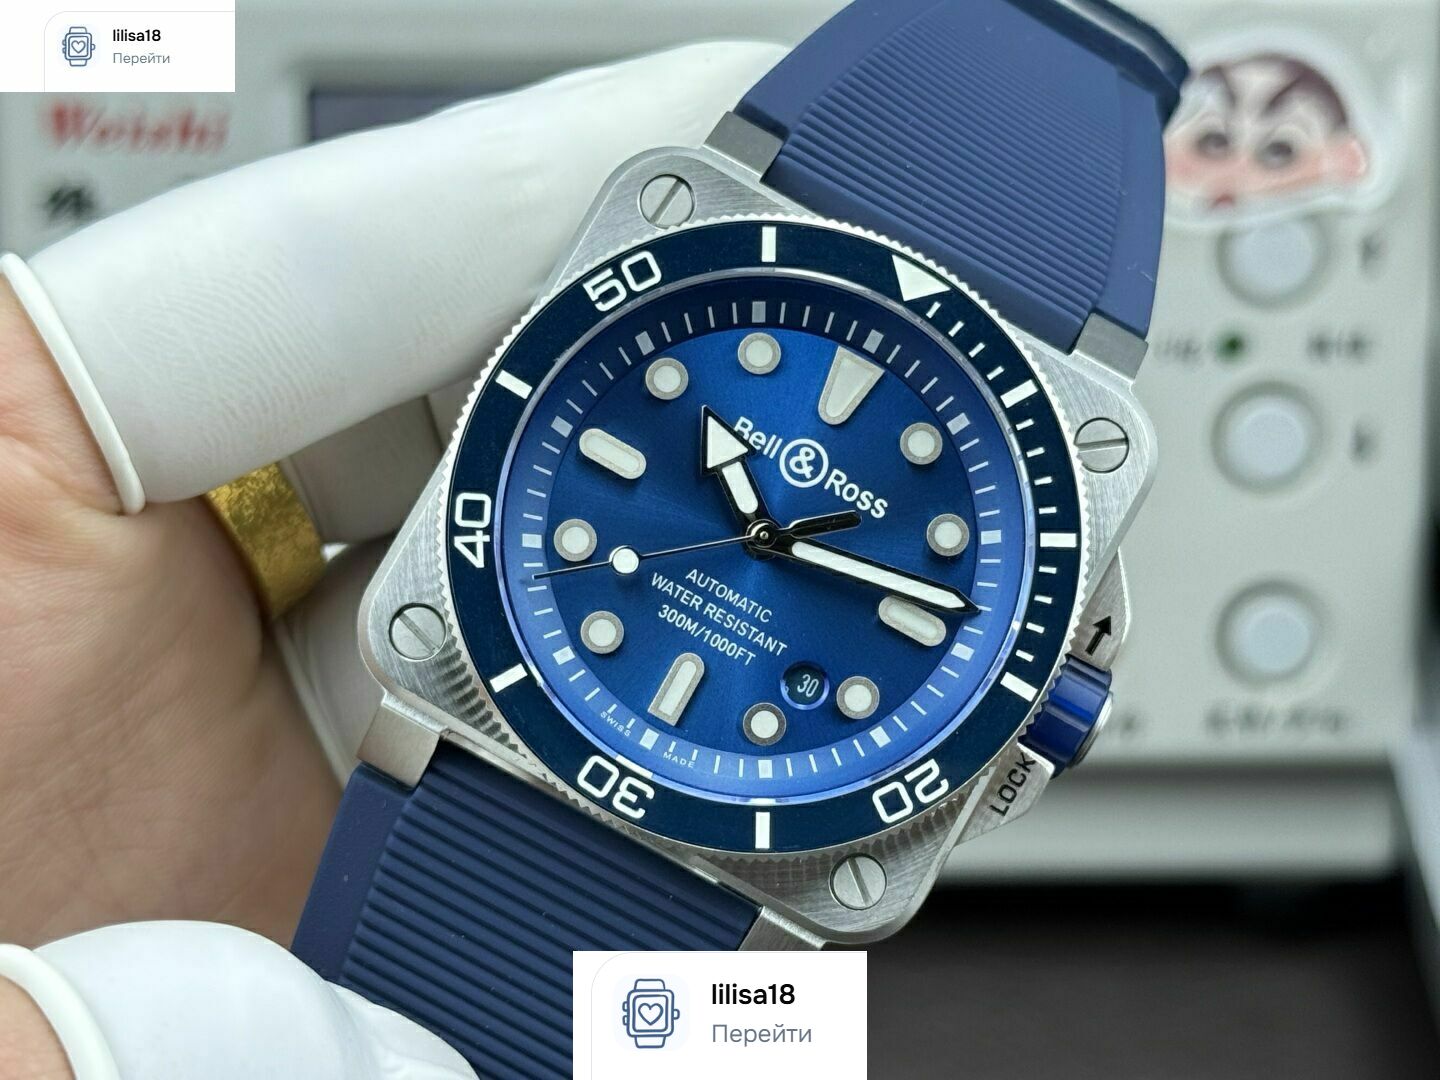 lilisa18
Перейти
Weishi
50
Bell & Ross
40
AUTOMATIC
WATER RESISTANT
300M/1000FT
30
SWISS
MADE
30
20
LOCK
lilisa18
Перейти